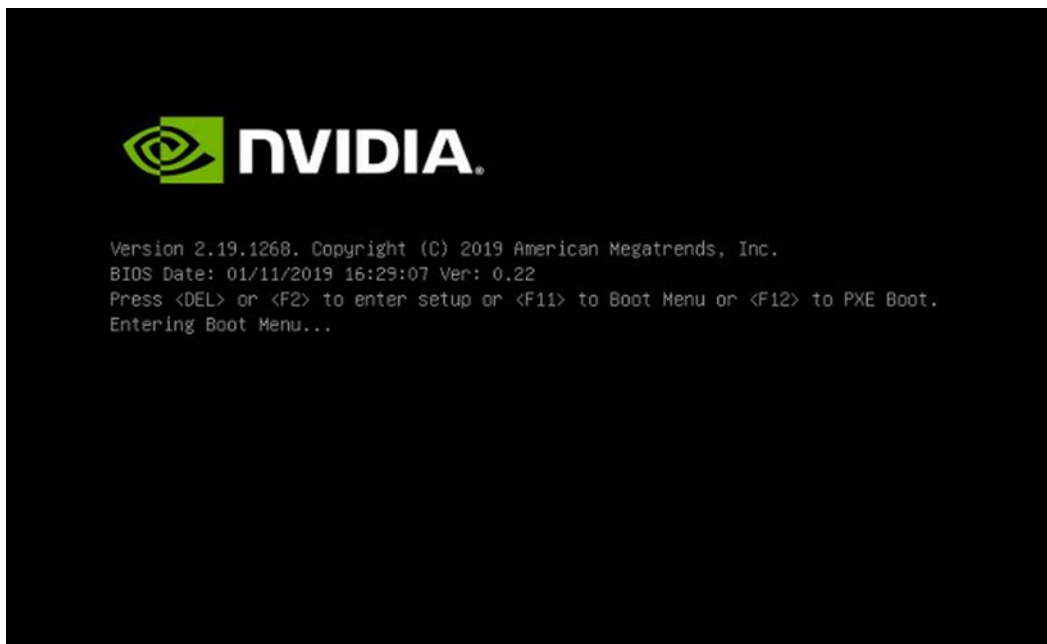 NVIDIA.
Version 2.19.1268. Copyright (C) 2019 American Megatrends, Inc.
BIOS Date: 01/11/2019 16:29:07 Ver: 0.22
Press <DEL> or <F2> to enter setup or <F11> to Boot Menu or <F12> to PXE Boot.
Entering Boot Menu...